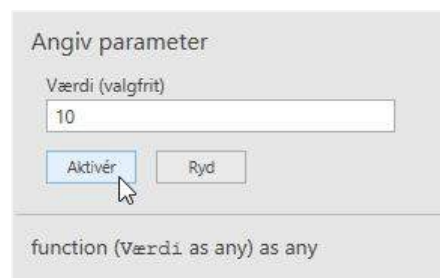 Angiv parameter
Værdi (valgfrit)
10
Aktivér Ryd
function (Værdi as any) as any